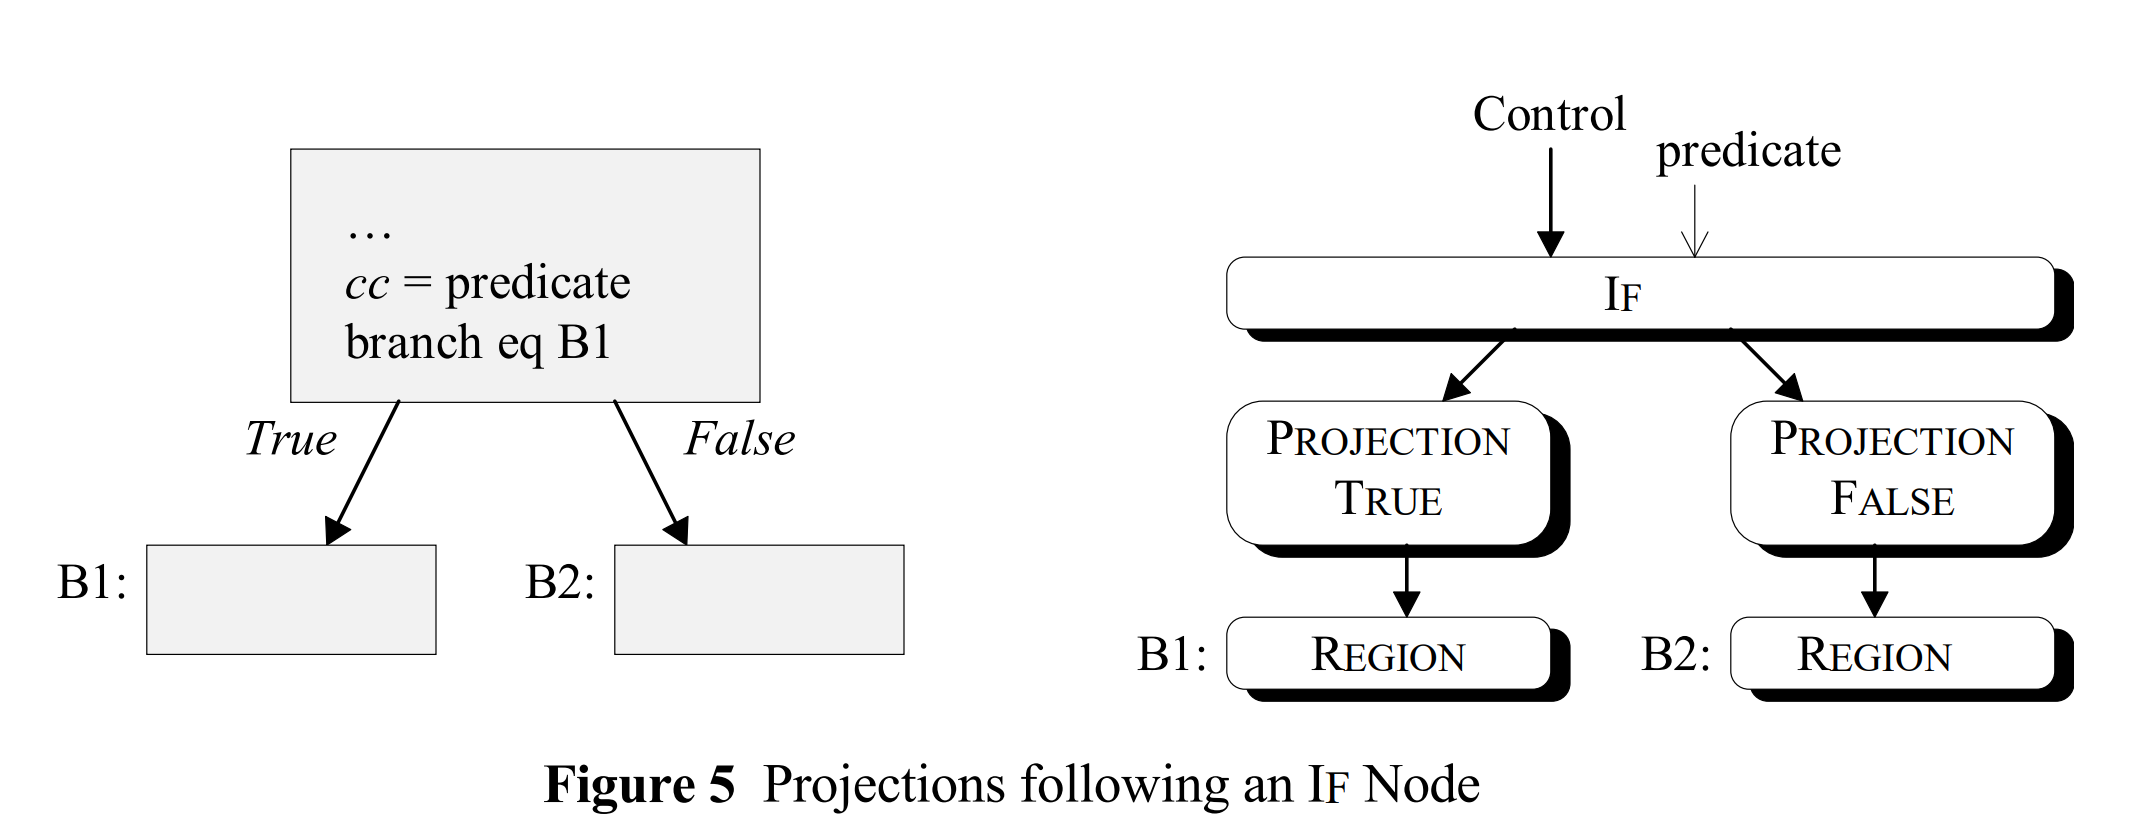 …
cc = predicate
branch eq B1
True
False
B1:
B2:
Control
predicate
IF
PROJECTION
TRUE
PROJECTION
FALSE
B1:
REGION
B2:
REGION
Figure 5 Projections following an IF Node